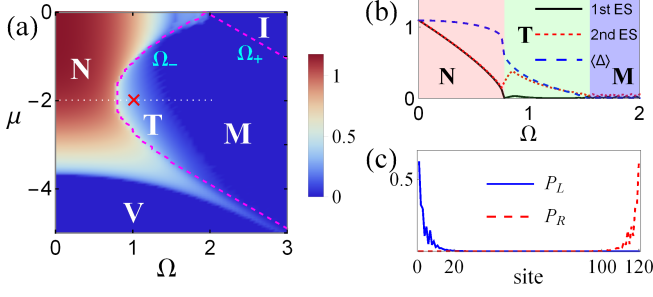 (a)
0
−2
−4
μ
N
I
Ω−
Ω+
T
M
V
0
1
2
3
Ω
1
0.5
0
(b)
1
0
N
T
M
1st ES
2nd ES
⟨Δ⟩
0
1
2
Ω
(c)
0.5
P_L
P_R
0
20
100
120
site